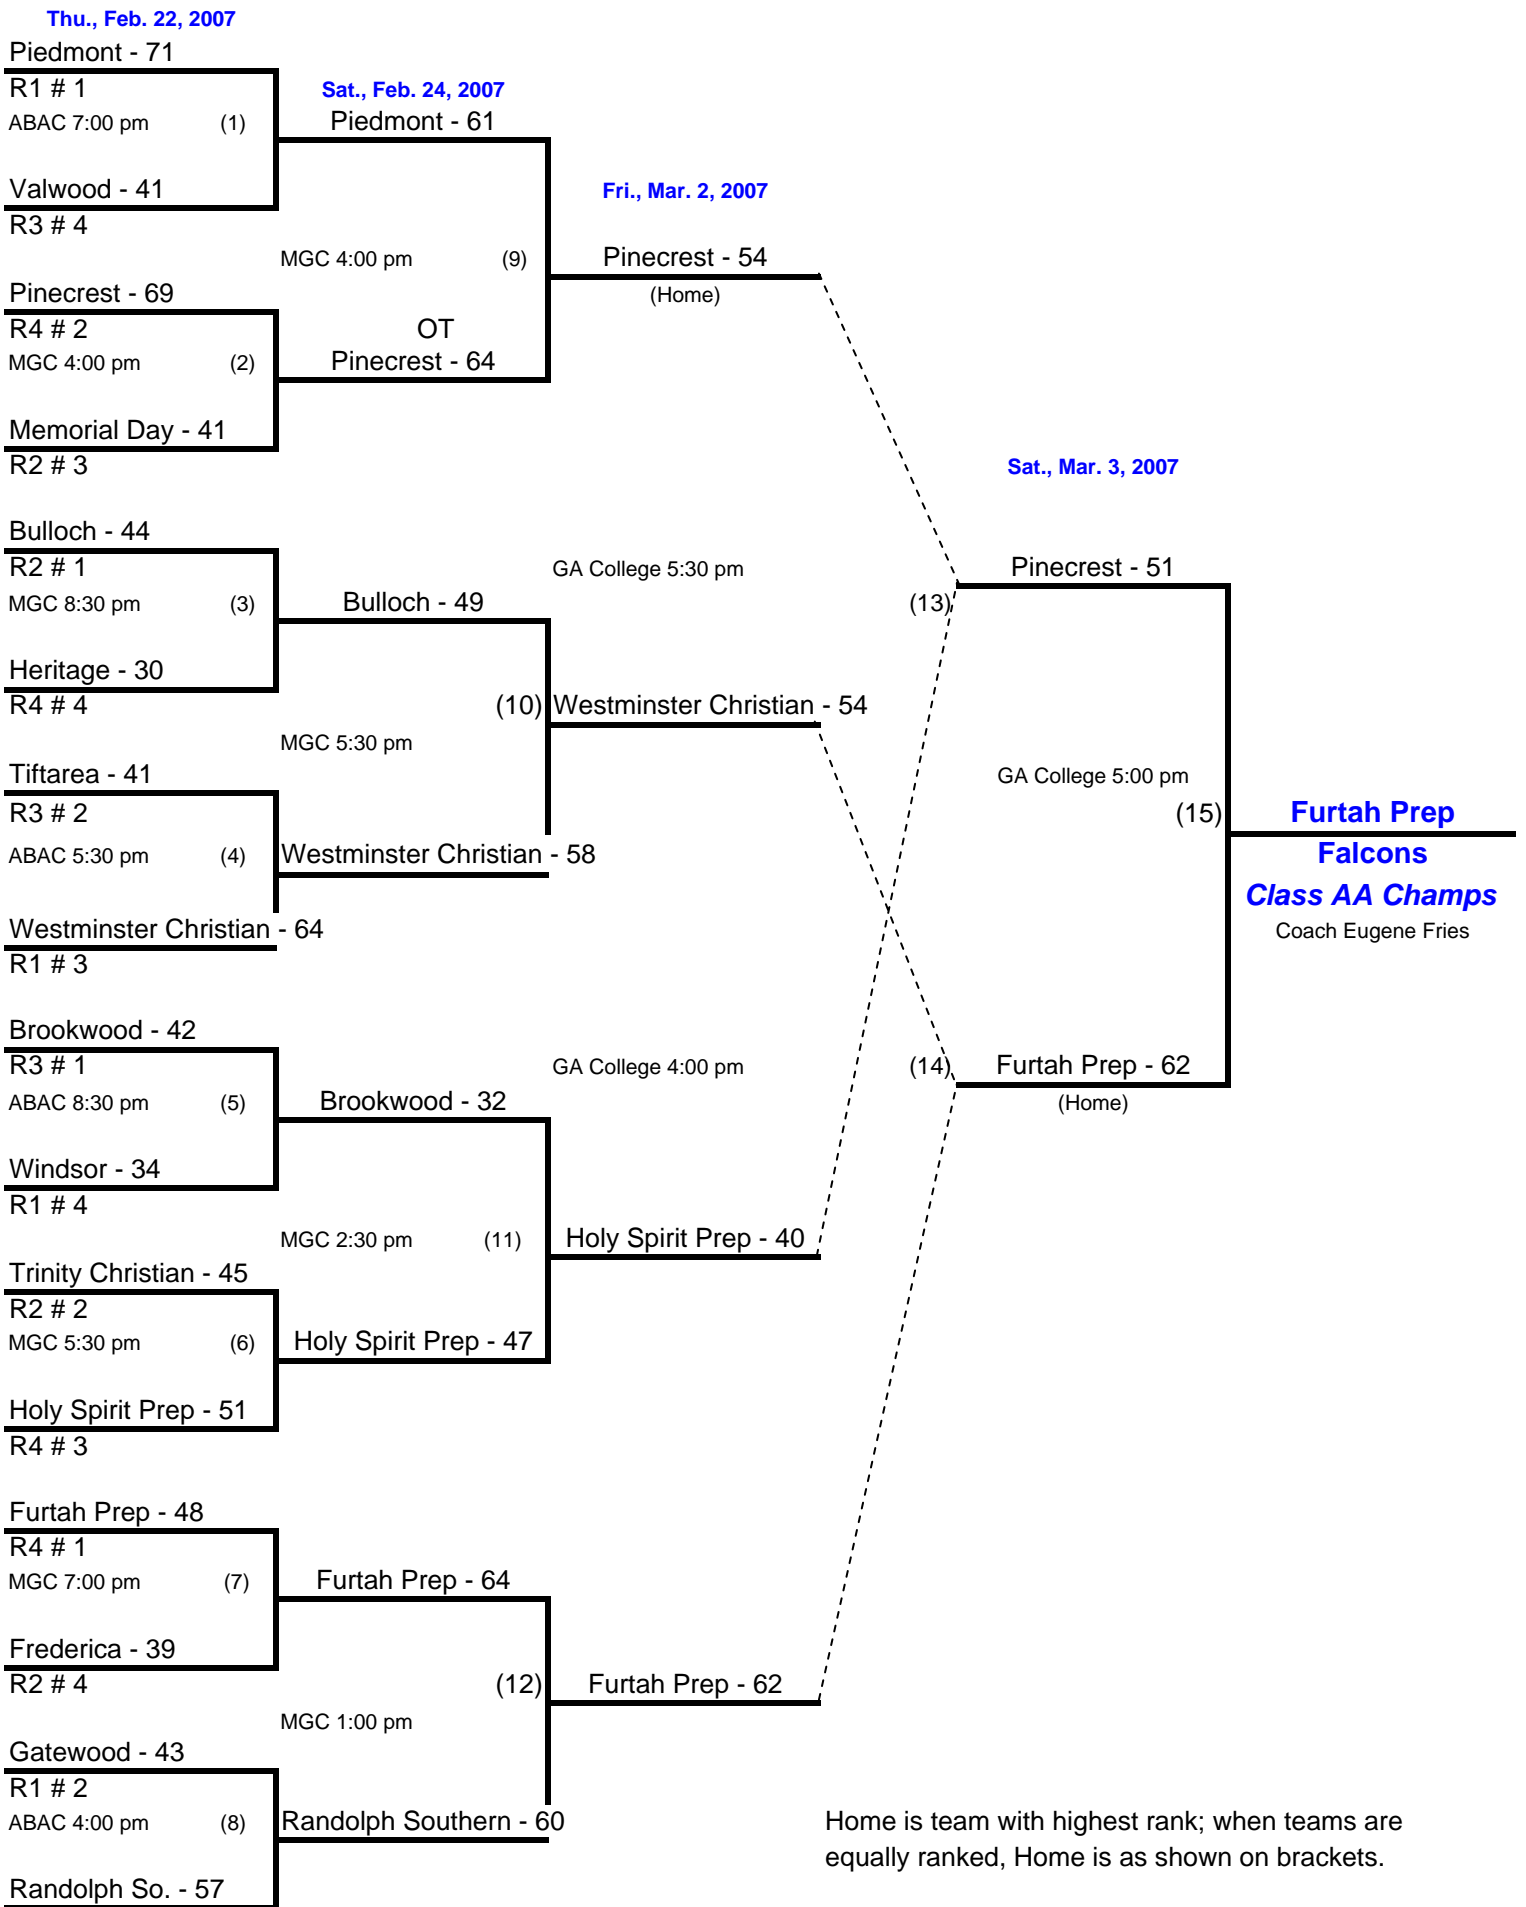 Thu., Feb. 22, 2007
Piedmont - 71
R1 # 1
ABAC 7:00 pm (1)
Valwood - 41
R3 # 4
Pinecrest - 69
R4 # 2
MGC 4:00 pm (2)
Memorial Day - 41
R2 # 3
Bulloch - 44
R2 # 1
MGC 8:30 pm (3)
Heritage - 30
R4 # 4
Tiftarea - 41
R3 # 2
ABAC 5:30 pm (4)
Westminster Christian - 64
R1 # 3
Brookwood - 42
R3 # 1
ABAC 8:30 pm (5)
Windsor - 34
R1 # 4
Trinity Christian - 45
R2 # 2
MGC 5:30 pm (6)
Holy Spirit Prep - 51
R4 # 3
Furtah Prep - 48
R4 # 1
MGC 7:00 pm (7)
Frederica - 39
R2 # 4
Gatewood - 43
R1 # 2
ABAC 4:00 pm (8)
Randolph So. - 57
Sat., Feb. 24, 2007
Piedmont - 61
MGC 4:00 pm (9)
OT
Pinecrest - 64
Bulloch - 49
(10)
MGC 5:30 pm
Westminster Christian - 58
Brookwood - 32
MGC 2:30 pm (11)
Holy Spirit Prep - 47
Furtah Prep - 64
(12)
MGC 1:00 pm
Randolph Southern - 60
Fri., Mar. 2, 2007
Pinecrest - 54
(Home)
GA College 5:30 pm
(13)
Westminster Christian - 54
GA College 4:00 pm
(14)
Holy Spirit Prep - 40
Furtah Prep - 62
Sat., Mar. 3, 2007
Pinecrest - 51
GA College 5:00 pm
(15)
Furtah Prep - 62
(Home)
Furtah Prep
Falcons
Class AA Champs
Coach Eugene Fries
Home is team with highest rank; when teams are
equally ranked, Home is as shown on brackets.